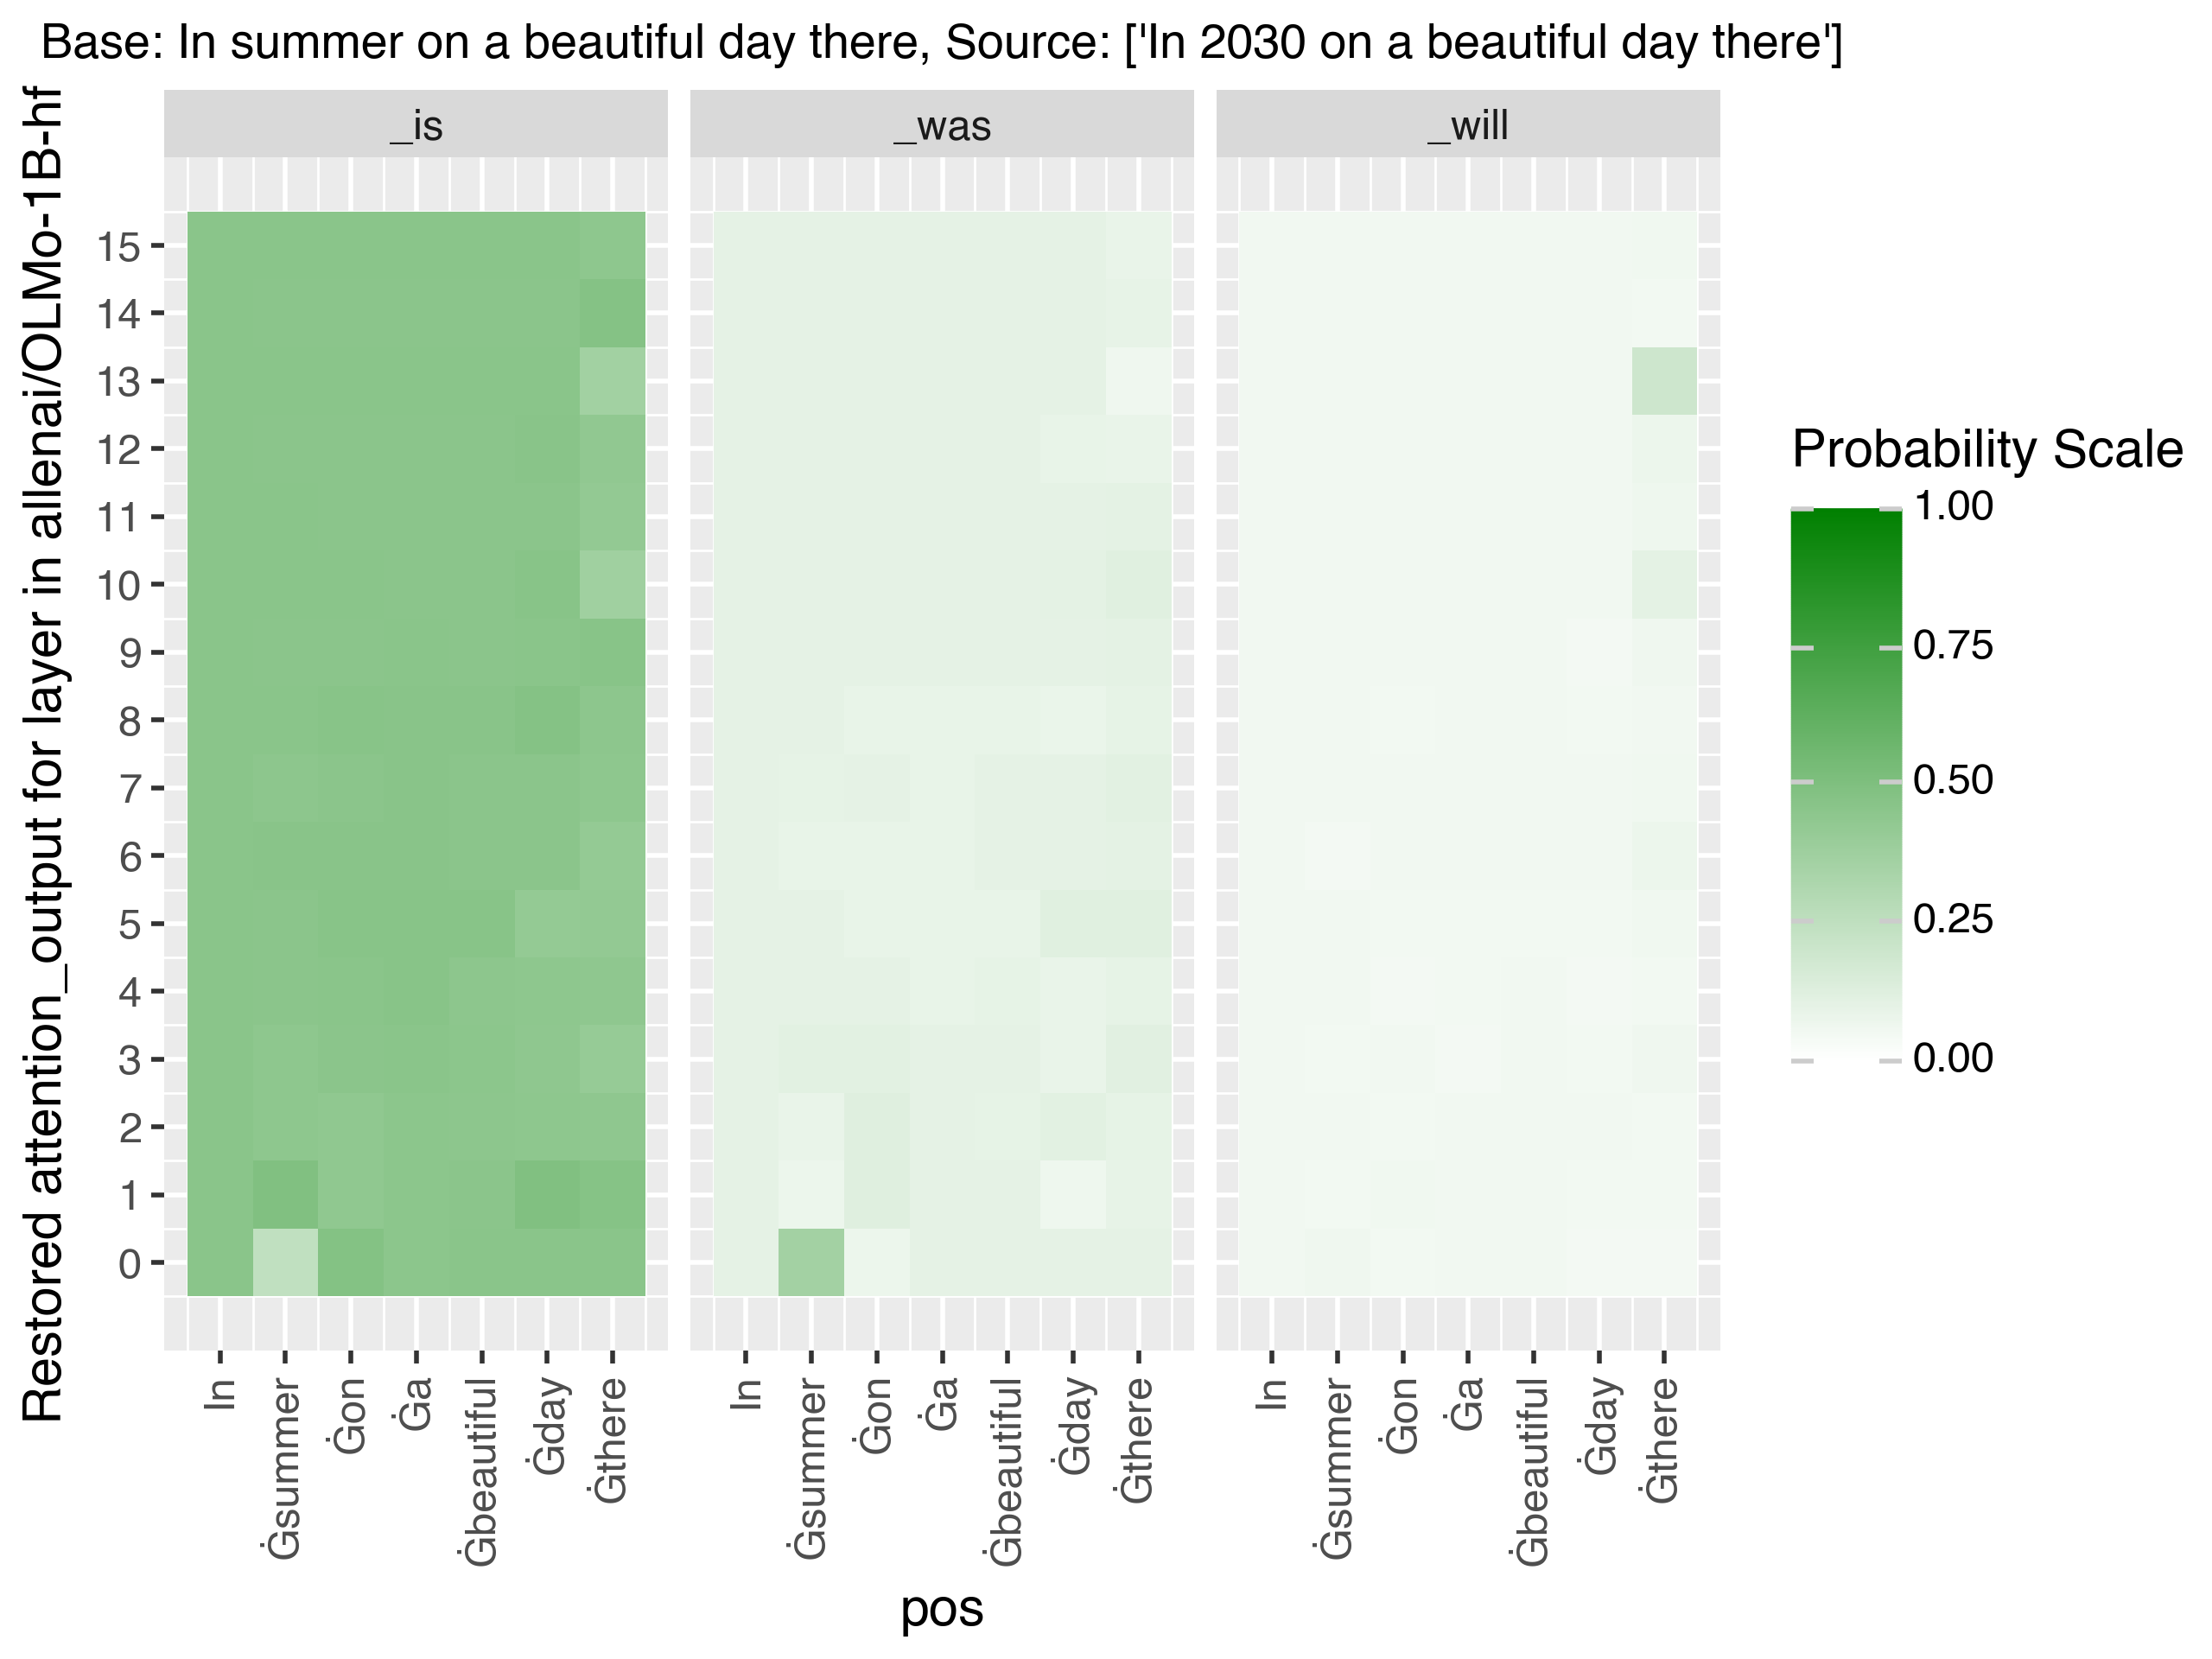 Base: In summer on a beautiful day there, Source: ['In 2030 on a beautiful day there']
Restored attention_output for layer in allenai/OLMo-1B-hf
_is
_was
_will
15
14
13
12
11
10
9
8
7
6
5
4
3
2
1
0
In
Ġsummer
Ġon
Ġa
Ġbeautiful
Ġday
Ġthere
In
Ġsummer
Ġon
Ġa
Ġbeautiful
Ġday
Ġthere
In
Ġsummer
Ġon
Ġa
Ġbeautiful
Ġday
Ġthere
pos
Probability Scale
1.00
0.75
0.50
0.25
0.00